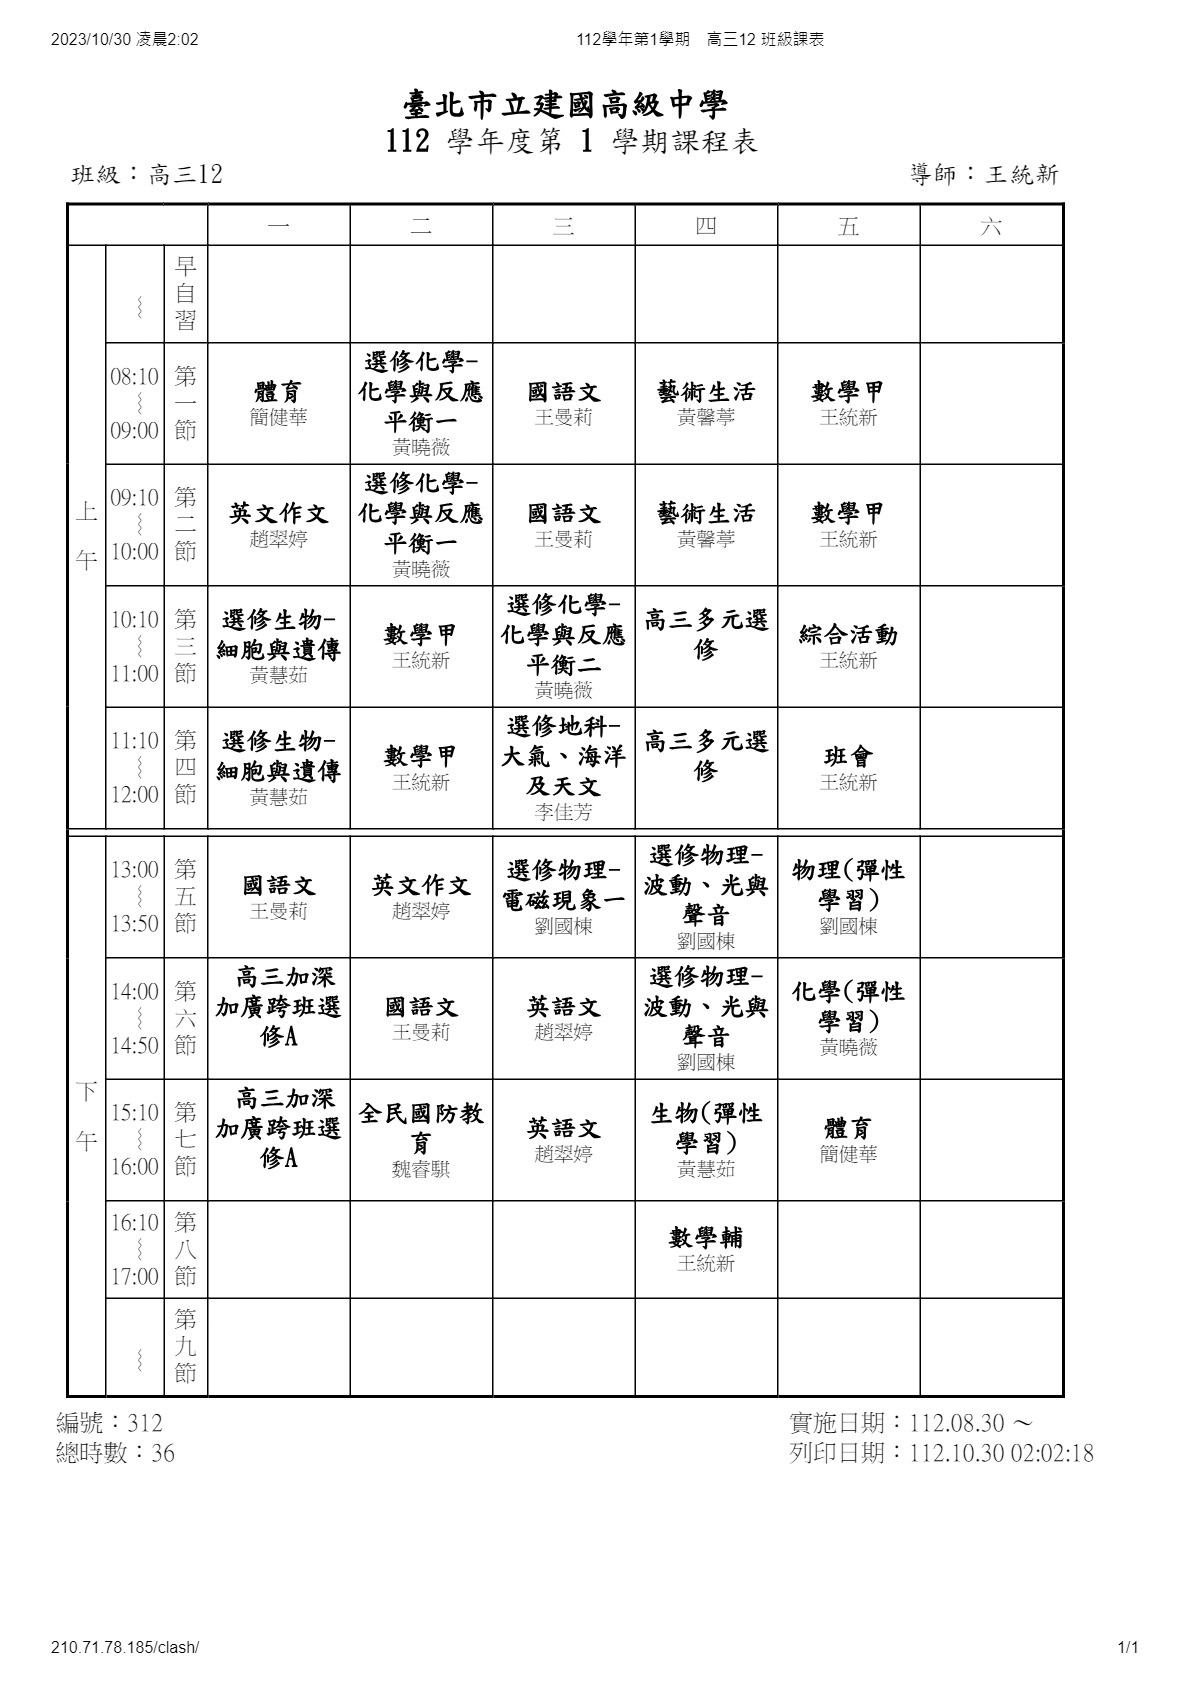 2023/10/30 凌晨2:02
112學年第1學期　高三12 班級課表
臺北市立建國高級中學
112 學年度第 1 學期課程表
班級：高三12
導師：王統新
一 二 三 四 五 六
上午
～
早自習
08:10
～
09:00
第一節
體育
簡健華
選修化學-
化學與反應
平衡一
黃曉薇
國語文
王曼莉
藝術生活
黃馨葶
數學甲
王統新
09:10
～
10:00
第二節
英文作文
趙翠婷
選修化學-
化學與反應
平衡一
黃曉薇
國語文
王曼莉
藝術生活
黃馨葶
數學甲
王統新
10:10
～
11:00
第三節
選修生物-
細胞與遺傳
黃慧茹
數學甲
王統新
選修化學-
化學與反應
平衡二
黃曉薇
高三多元選
修
綜合活動
王統新
11:10
～
12:00
第四節
選修生物-
細胞與遺傳
黃慧茹
數學甲
王統新
選修地科-
大氣、海洋
及天文
李佳芳
高三多元選
修
班會
王統新
下午
13:00
～
13:50
第五節
國語文
王曼莉
英文作文
趙翠婷
選修物理-
電磁現象一
劉國棟
選修物理-
波動、光與
聲音
劉國棟
物理(彈性
學習)
劉國棟
14:00
～
14:50
第六節
高三加深
加廣跨班選
修A
國語文
王曼莉
英語文
趙翠婷
選修物理-
波動、光與
聲音
劉國棟
化學(彈性
學習)
黃曉薇
15:10
～
16:00
第七節
高三加深
加廣跨班選
修A
全民國防教
育
魏睿騏
英語文
趙翠婷
生物(彈性
學習)
黃慧茹
體育
簡健華
16:10
～
17:00
第八節
數學輔
王統新
～
第九節
編號：312
總時數：36
實施日期：112.08.30 ～
列印日期：112.10.30 02:02:18
210.71.78.185/clash/
1/1